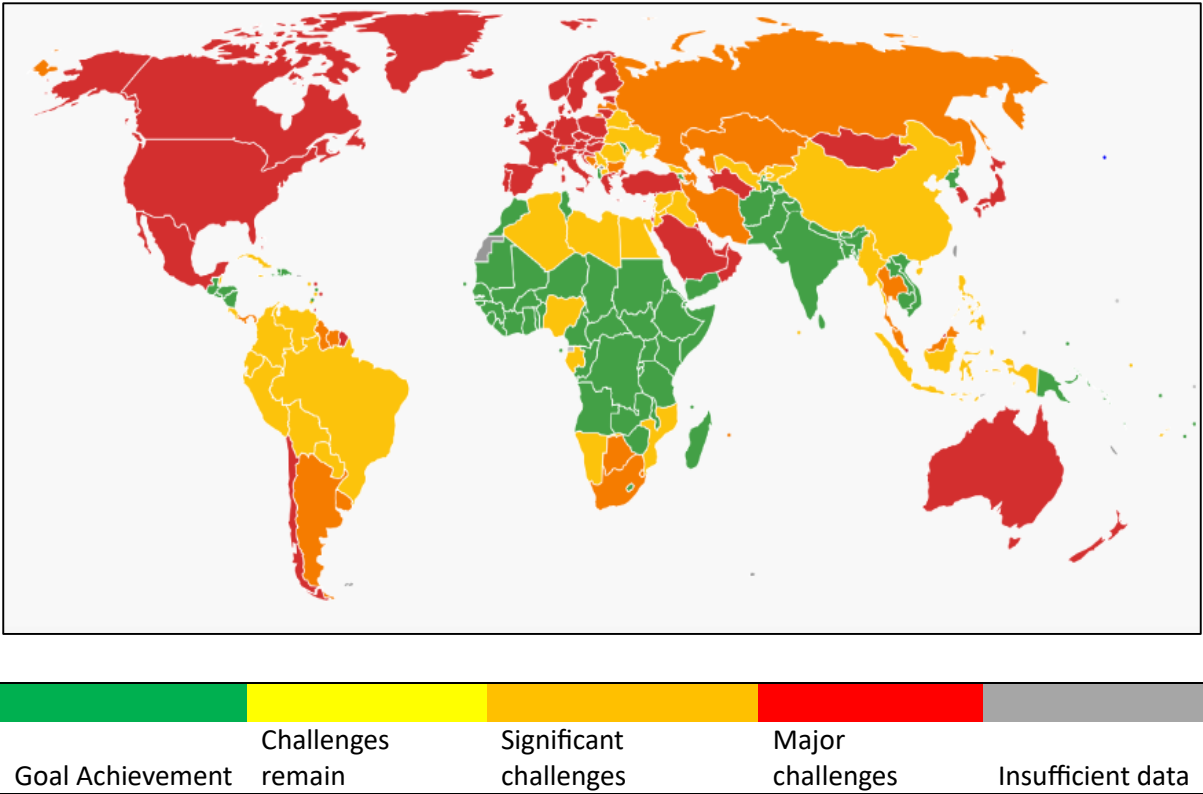 Goal Achievement
Challenges
remain
Significant
challenges
Major
challenges
Insufficient data